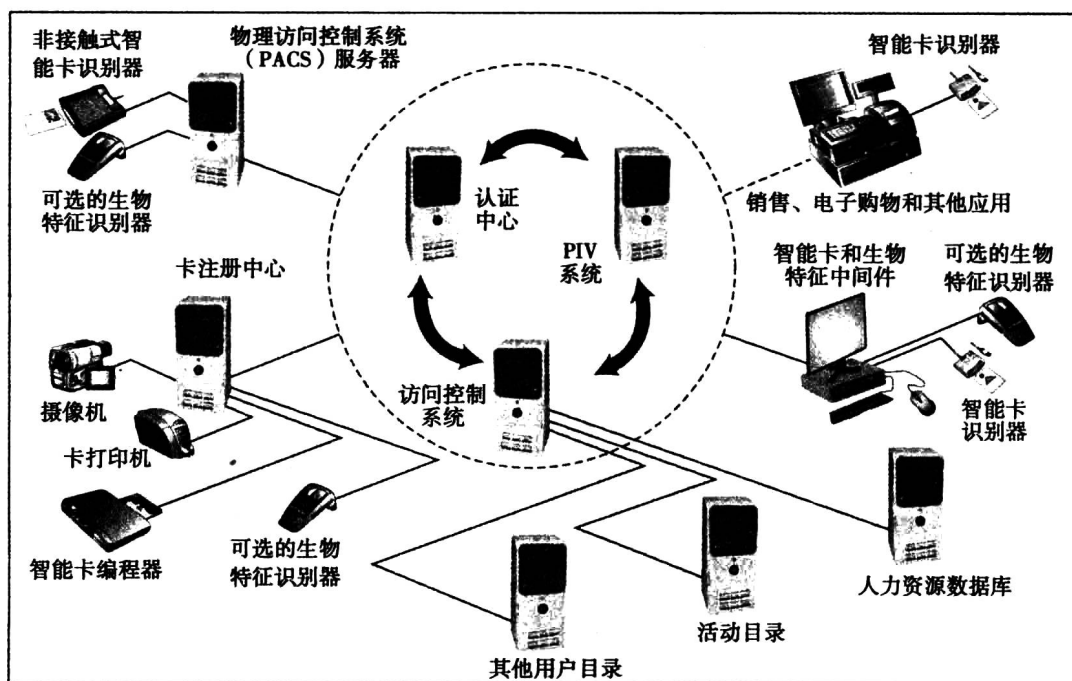 非接触式智
能卡识别器
物理访问控制系统
（PACS）服务器
智能卡识别器
可选的生物
特征识别器
认证
中心
PIV
系统
销售、电子购物和其他应用
卡注册中心
智能卡和生物
特征中间件
可选的生物
特征识别器
访问控制
系统
摄像机
智能卡
识别器
卡打印机
智能卡编程器
可选的生物
特征识别器
人力资源数据库
活动目录
其他用户目录